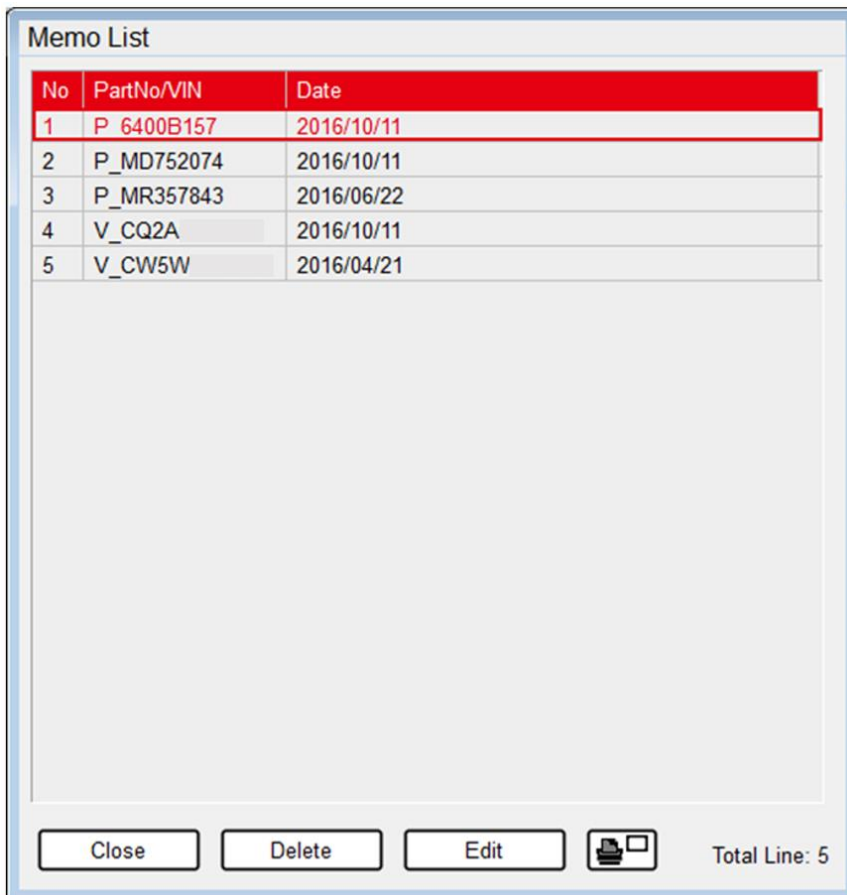 Memo List
No PartNo/VIN Date
1 P_6400B157 2016/10/11
2 P_MD752074 2016/10/11
3 P_MR357843 2016/06/22
4 V_CQ2A 2016/10/11
5 V_CW5W 2016/04/21
Close Delete Edit Total Line: 5